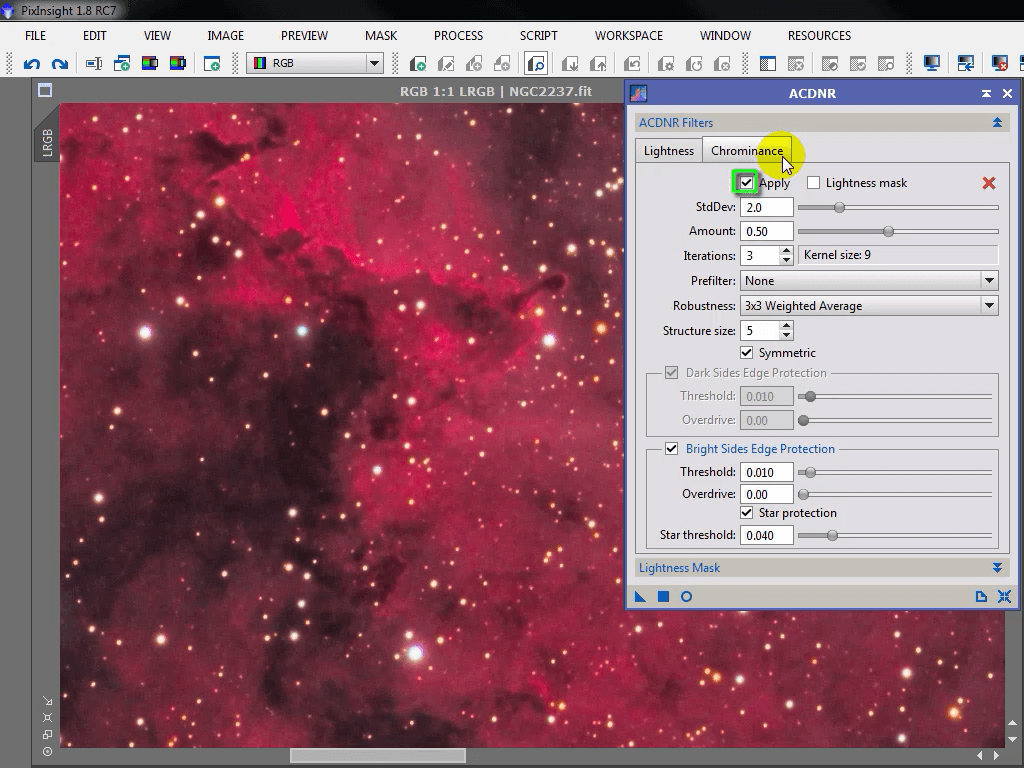 PixInsight 1.8 RC7
FILE EDIT VIEW IMAGE PREVIEW MASK PROCESS SCRIPT WORKSPACE WINDOW RESOURCES
RGB
RGB 1:1 LRGB | NGC2237.fit
LRGB
ACDNR
ACDNR Filters
Lightness Chrominance
Apply Lightness mask
StdDev: 2.0
Amount: 0.50
Iterations: 3 Kernel size: 9
Prefilter: None
Robustness: 3x3 Weighted Average
Structure size: 5
Symmetric
Dark Sides Edge Protection
Threshold: 0.010
Overdrive: 0.00
Bright Sides Edge Protection
Threshold: 0.010
Overdrive: 0.00
Star protection
Star threshold: 0.040
Lightness Mask